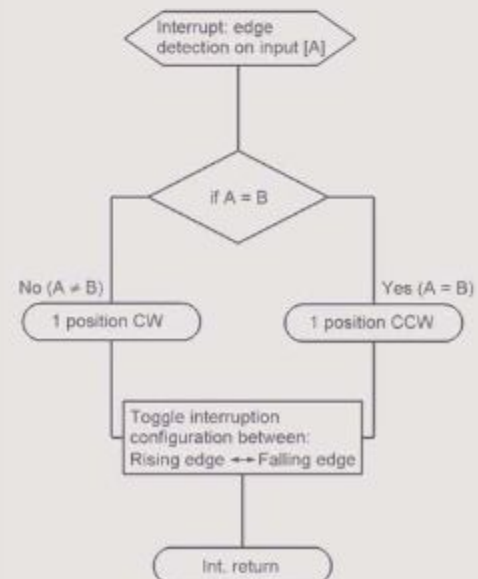 Interrupt: edge
detection on input [A]
if A = B
No (A ≠ B)
Yes (A = B)
1 position CW
1 position CCW
Toggle interruption
configuration between:
Rising edge ↔ Falling edge
Int. return